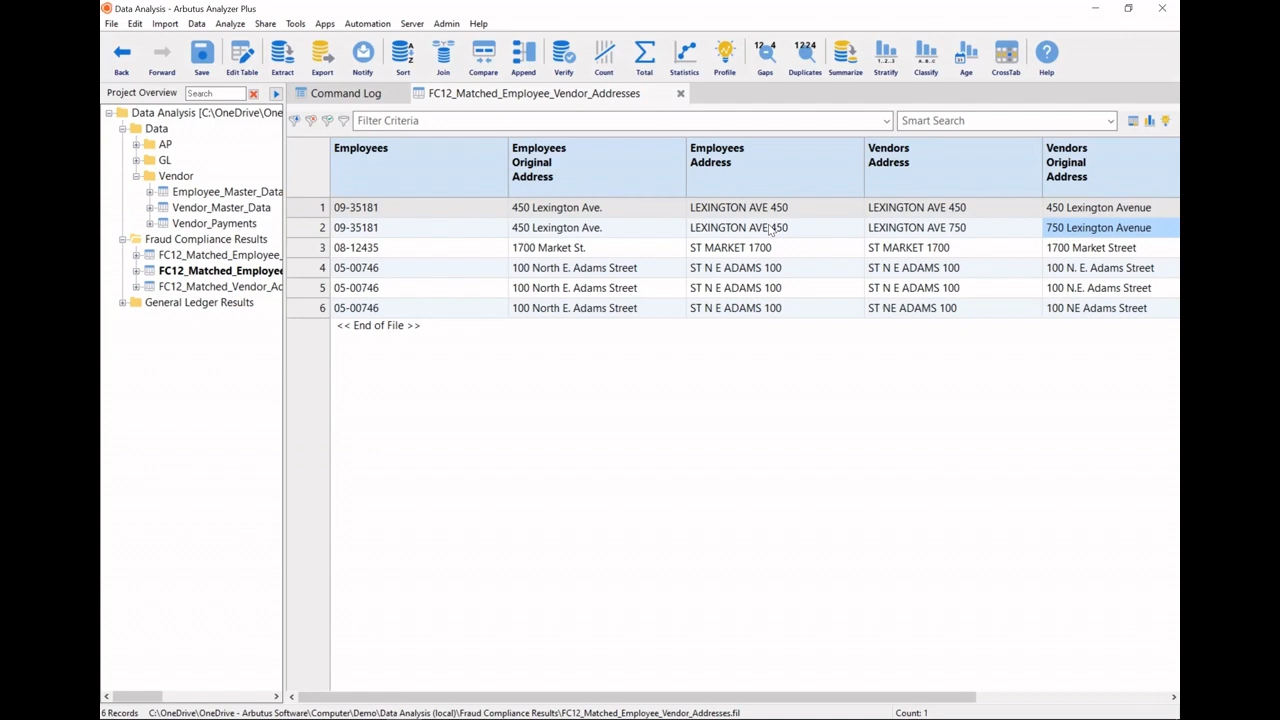 Data Analysis - Arbutus Analyzer Plus
File Edit Import Data Analyze Share Tools Apps Automation Server Admin Help
Back Forward Save Edit Table Extract Export Notify Sort Join Compare Append Verify Count Total Statistics Profile Gaps Duplicates Summarize Stratify Classify Age CrossTab Help
Project Overview Search Command Log FC12_Matched_Employee_Vendor_Addresses
Data Analysis [C:\OneDrive\One
Data
AP
GL
Vendor
Employee_Master_Data
Vendor_Master_Data
Vendor_Payments
Fraud Compliance Results
FC12_Matched_Employee_
FC12_Matched_Employee
FC12_Matched_Vendor_Ad
General Ledger Results
Filter Criteria Smart Search
Employees
Employees Original Address
Employees Address
Vendors Address
Vendors Original Address
1 09-35181 450 Lexington Ave. LEXINGTON AVE 450 LEXINGTON AVE 450 450 Lexington Avenue
2 09-35181 450 Lexington Ave. LEXINGTON AVE 450 LEXINGTON AVE 750 750 Lexington Avenue
3 08-12435 1700 Market St. ST MARKET 1700 ST MARKET 1700 1700 Market Street
4 05-00746 100 North E. Adams Street ST N E ADAMS 100 ST N E ADAMS 100 100 N. E. Adams Street
5 05-00746 100 North E. Adams Street ST N E ADAMS 100 ST N E ADAMS 100 100 N.E. Adams Street
6 05-00746 100 North E. Adams Street ST N E ADAMS 100 ST NE ADAMS 100 100 NE Adams Street
<< End of File >>
6 Records C:\OneDrive\OneDrive - Arbutus Software\Computer\Demo\Data Analysis (local)\Fraud Compliance Results\FC12_Matched_Employee_Vendor_Addresses.fil Count: 1